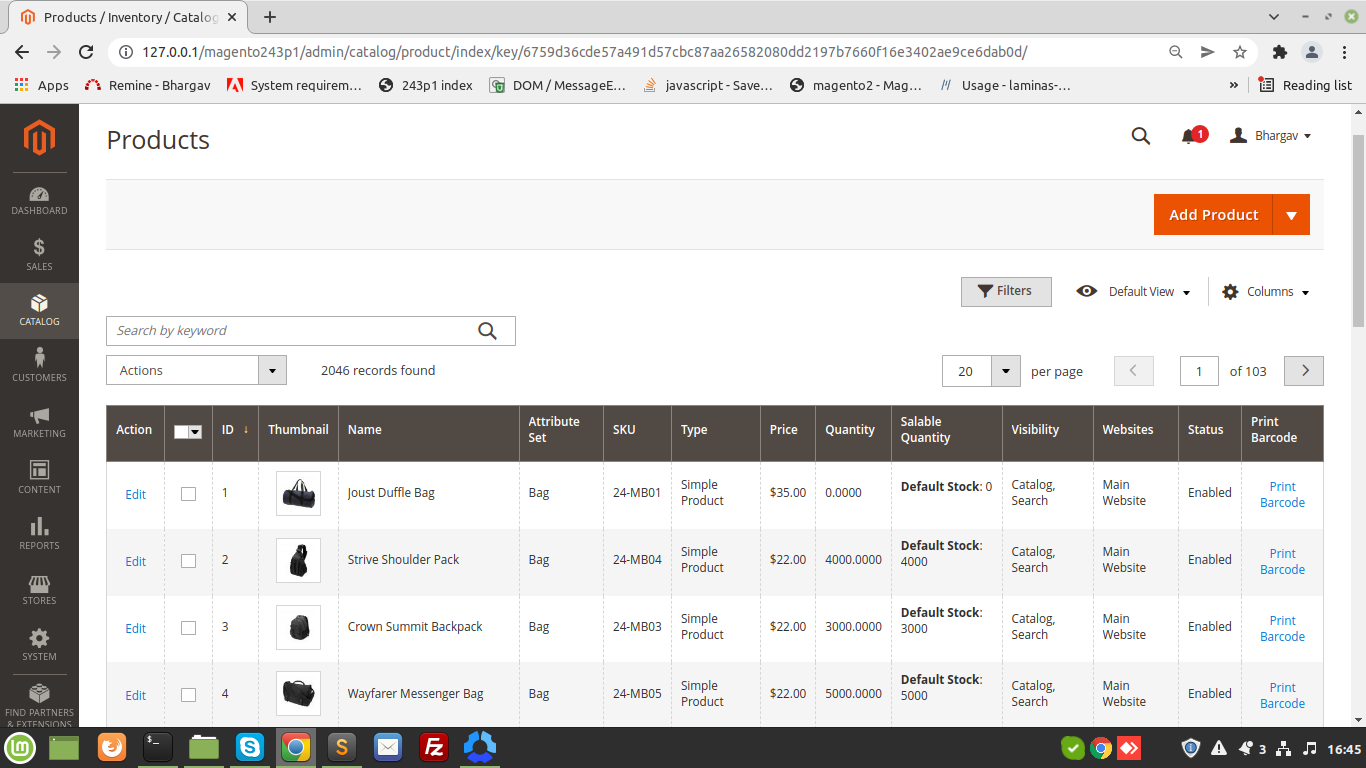 Products / Inventory / Catalog
127.0.0.1/magento243p1/admin/catalog/product/index/key/6759d36cde57a491d57cbc87aa26582080dd2197b7660f16e3402ae9ce6dab0d/
Apps Remine - Bhargav System requirem... 243p1 index DOM / MessageE... javascript - Save... magento2 - Mag... Usage - laminas-... » Reading list
Products
1
Bhargav
DASHBOARD
SALES
CATALOG
CUSTOMERS
MARKETING
CONTENT
REPORTS
STORES
SYSTEM
FIND PARTNERS
& EXTENSIONS
Add Product
Filters Default View Columns
Search by keyword
Actions 2046 records found 20 per page 1 of 103
Action ID ↓ Thumbnail Name Attribute Set SKU Type Price Quantity Salable Quantity Visibility Websites Status Print Barcode
Edit 1 Joust Duffle Bag Bag 24-MB01 Simple Product $35.00 0.0000 Default Stock: 0 Catalog, Search Main Website Enabled Print Barcode
Edit 2 Strive Shoulder Pack Bag 24-MB04 Simple Product $22.00 4000.0000 Default Stock: 4000 Catalog, Search Main Website Enabled Print Barcode
Edit 3 Crown Summit Backpack Bag 24-MB03 Simple Product $22.00 3000.0000 Default Stock: 3000 Catalog, Search Main Website Enabled Print Barcode
Edit 4 Wayfarer Messenger Bag Bag 24-MB05 Simple Product $22.00 5000.0000 Default Stock: 5000 Catalog, Search Main Website Enabled Print Barcode
3 16:45